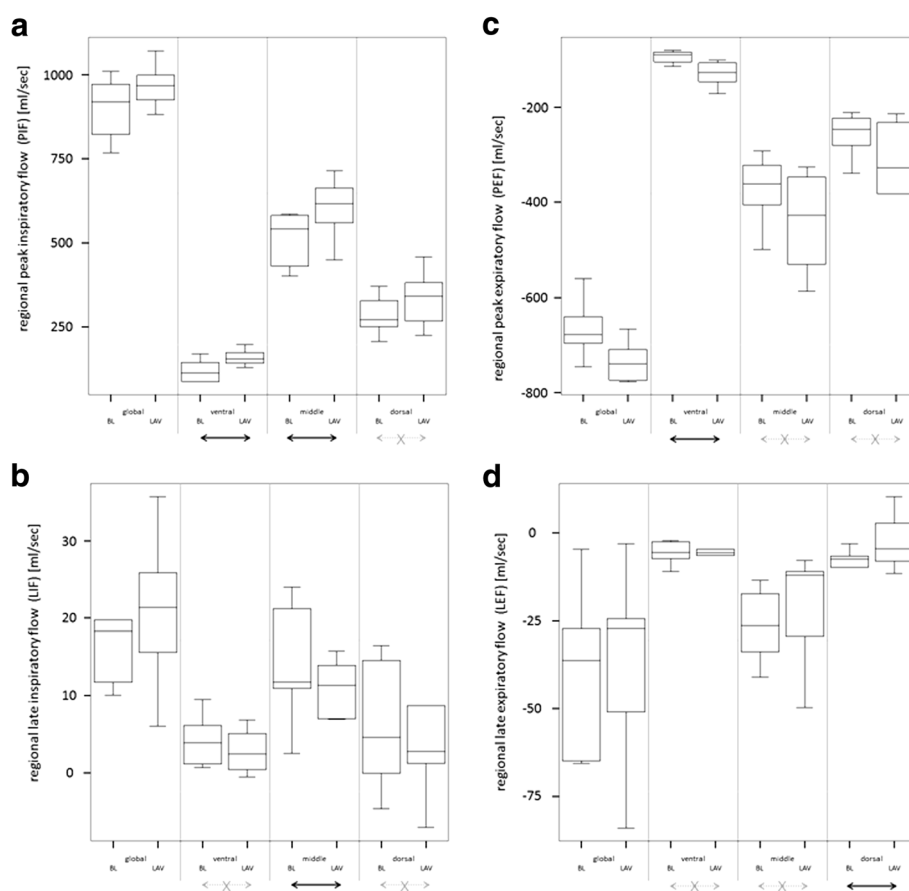 a
regional peak inspiratory flow (PIF) [ml/sec]
1000
750
500
250
global ventral middle dorsal
BL LAV BL LAV BL LAV BL LAV
X
c
regional peak expiratory flow (PEF) [ml/sec]
-200
-400
-600
-800
global ventral middle dorsal
BL LAV BL LAV BL LAV BL LAV
X X
b
regional late inspiratory flow (LIF) [ml/sec]
30
20
10
0
global ventral middle dorsal
BL LAV BL LAV BL LAV BL LAV
X X
d
regional late expiratory flow (LEF) [ml/sec]
0
-25
-50
-75
global ventral middle dorsal
BL LAV BL LAV BL LAV BL LAV
X X